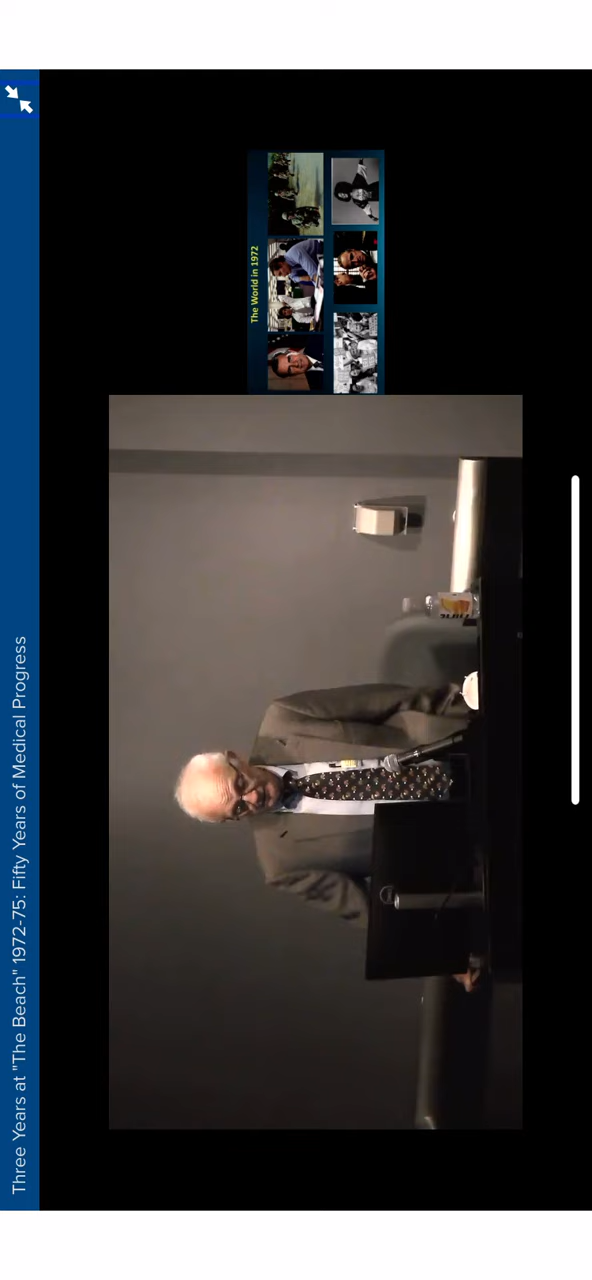 Three Years at "The Beach" 1972-75: Fifty Years of Medical Progress
The World in 1972